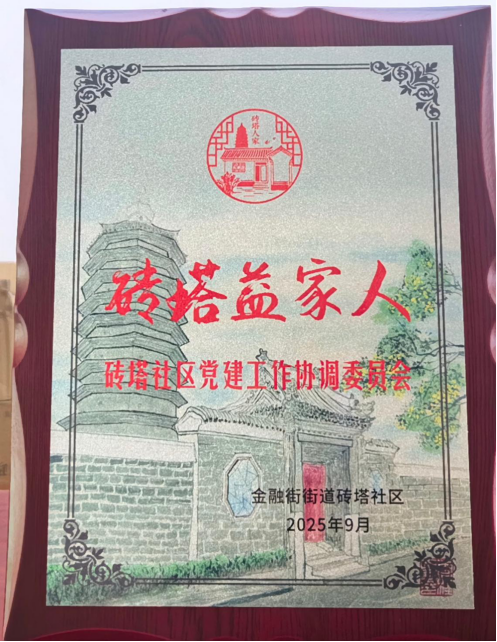 砖塔人家
砖塔益家人
砖塔社区党建工作协调委员会
金融街街道砖塔社区
2025年9月